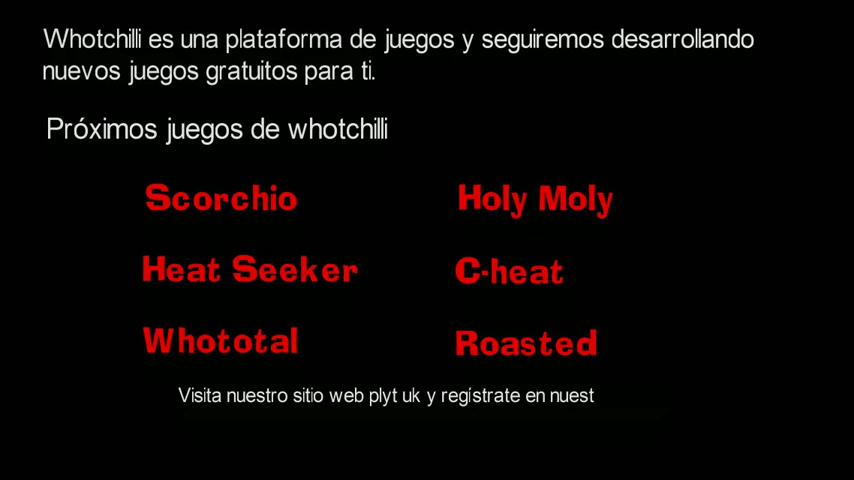 Whotchilli es una plataforma de juegos y seguiremos desarrollando
nuevos juegos gratuitos para ti.
Próximos juegos de whotchilli
Scorchio
Holy Moly
Heat Seeker
C-heat
Whototal
Roasted
Visita nuestro sitio web plyt uk y regístrate en nuest